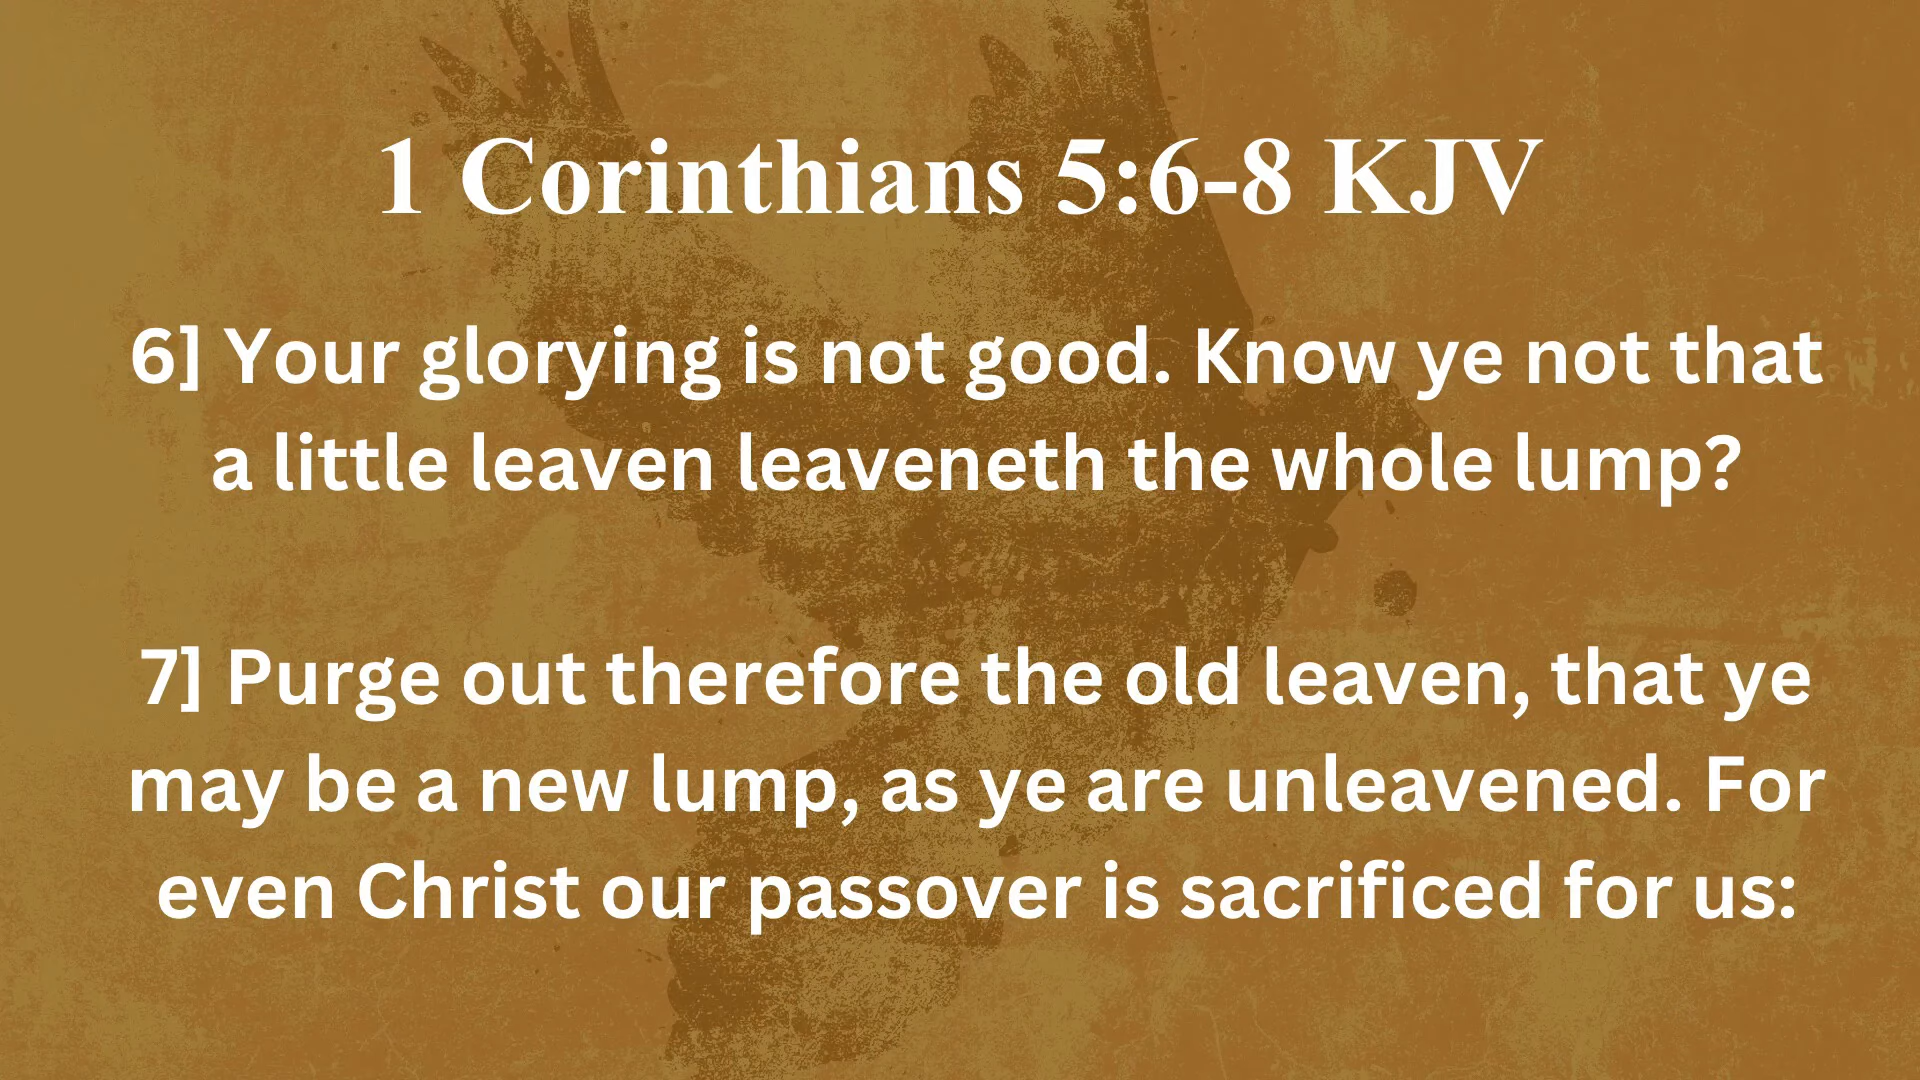 1 Corinthians 5:6-8 KJV
6] Your glorying is not good. Know ye not that
a little leaven leaveneth the whole lump?
7] Purge out therefore the old leaven, that ye
may be a new lump, as ye are unleavened. For
even Christ our passover is sacrificed for us: